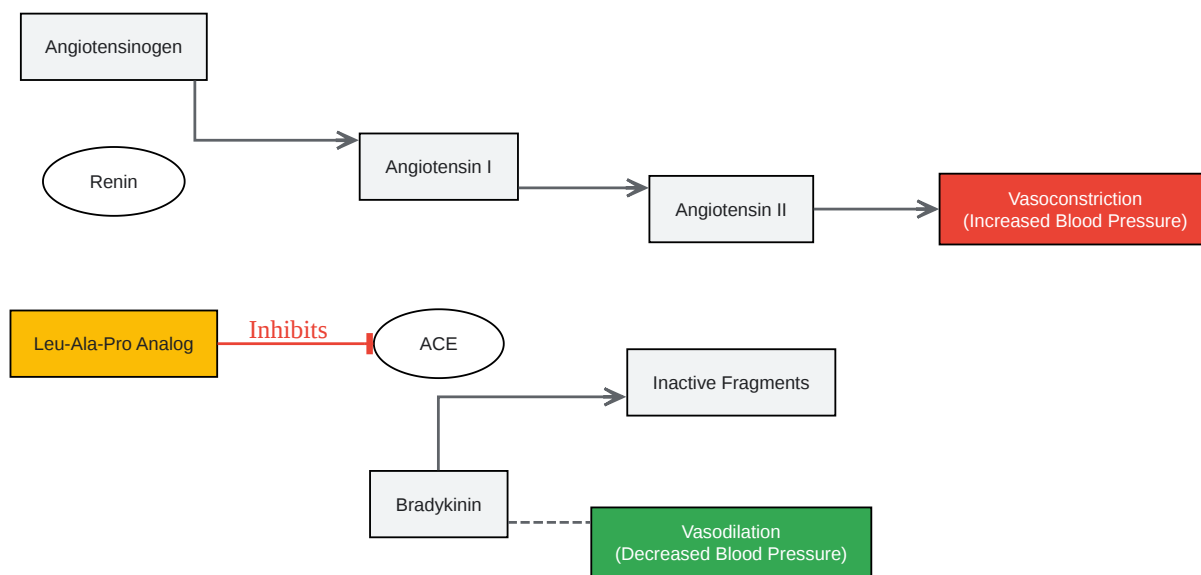 Angiotensinogen
Renin
Angiotensin I
Angiotensin II
Vasoconstriction
(Increased Blood Pressure)
Leu-Ala-Pro Analog
Inhibits
ACE
Inactive Fragments
Bradykinin
Vasodilation
(Decreased Blood Pressure)